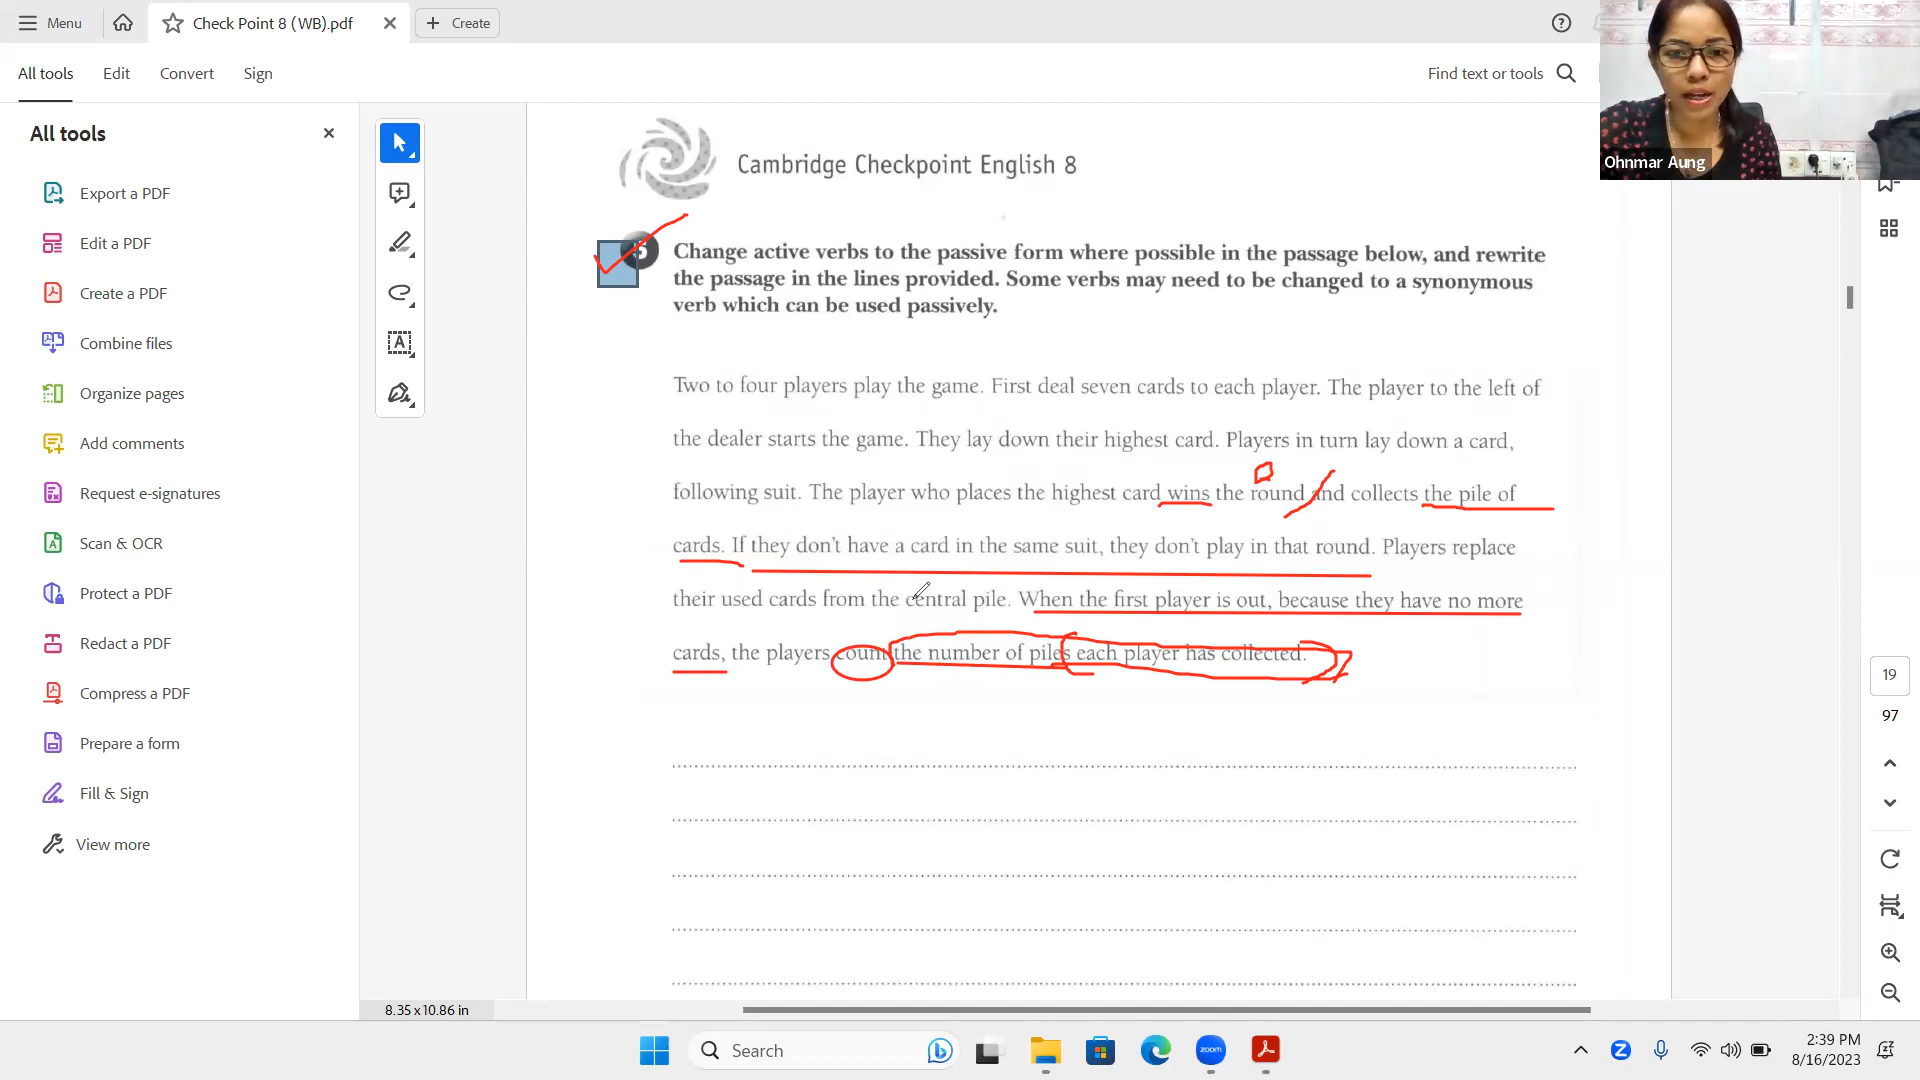 Menu
Check Point 8 (WB).pdf
Create
All tools
Edit
Convert
Sign
Find text or tools
Ohnmar Aung
All tools
Export a PDF
Edit a PDF
Create a PDF
Combine files
Organize pages
Add comments
Request e-signatures
Scan & OCR
Protect a PDF
Redact a PDF
Compress a PDF
Prepare a form
Fill & Sign
View more
Cambridge Checkpoint English 8
Change active verbs to the passive form where possible in the passage below, and rewrite
the passage in the lines provided. Some verbs may need to be changed to a synonymous
verb which can be used passively.
Two to four players play the game. First deal seven cards to each player. The player to the left of
the dealer starts the game. They lay down their highest card. Players in turn lay down a card,
following suit. The player who places the highest card wins the round and collects the pile of
cards. If they don't have a card in the same suit, they don't play in that round. Players replace
their used cards from the central pile. When the first player is out, because they have no more
cards, the players count the number of piles each player has collected.
19
97
8.35 x 10.86 in
Search
zoom
2:39 PM
8/16/2023